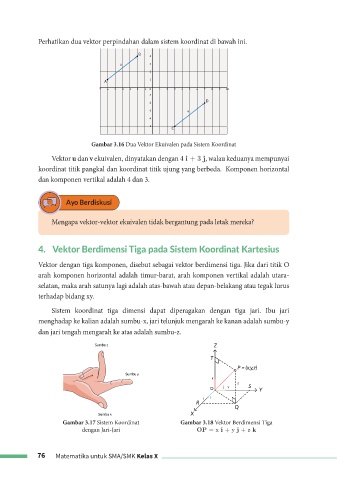 Perhatikan dua vektor perpindahan dalam sistem koordinat di bawah ini.
B
A
D
C
Gambar 3.16 Dua Vektor Ekuivalen pada Sistem Koordinat
Vektor u dan v ekuivalen, dinyatakan dengan 4 i + 3 j, walau keduanya mempunyai
koordinat titik pangkal dan koordinat titik ujung yang berbeda. Komponen horizontal
dan komponen vertikal adalah 4 dan 3.
Ayo Berdiskusi
Mengapa vektor-vektor ekuivalen tidak bergantung pada letak mereka?
4. Vektor Berdimensi Tiga pada Sistem Koordinat Kartesius
Vektor dengan tiga komponen, disebut sebagai vektor berdimensi tiga. Jika dari titik O
arah komponen horizontal adalah timur-barat, arah komponen vertikal adalah utara-
selatan, maka arah satunya lagi adalah atas-bawah atau depan-belakang atau tegak lurus
terhadap bidang xy.
Sistem koordinat tiga dimensi dapat diperagakan dengan tiga jari. Ibu jari
menghadap ke kalian adalah sumbu-x, jari telunjuk mengarah ke kanan adalah sumbu-y
dan jari tengah mengarah ke atas adalah sumbu-z.
Sumbu z
Sumbu y
Sumbu x
Z
T
P = (x,y,z)
O
S
Y
R
Q
X
Gambar 3.17 Sistem Koordinat
dengan Jari-Jari
Gambar 3.18 Vektor Berdimensi Tiga
OP = x i + y j + z k
76 Matematika untuk SMA/SMK Kelas X